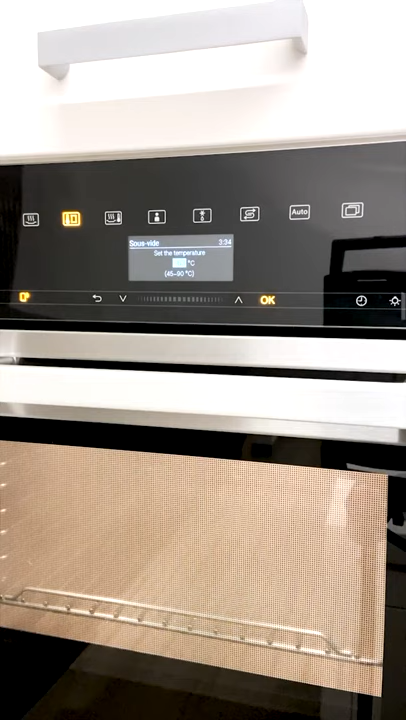 Auto
Sous-vide 3:34
Set the temperature
°C
(45–90 °C)
OK